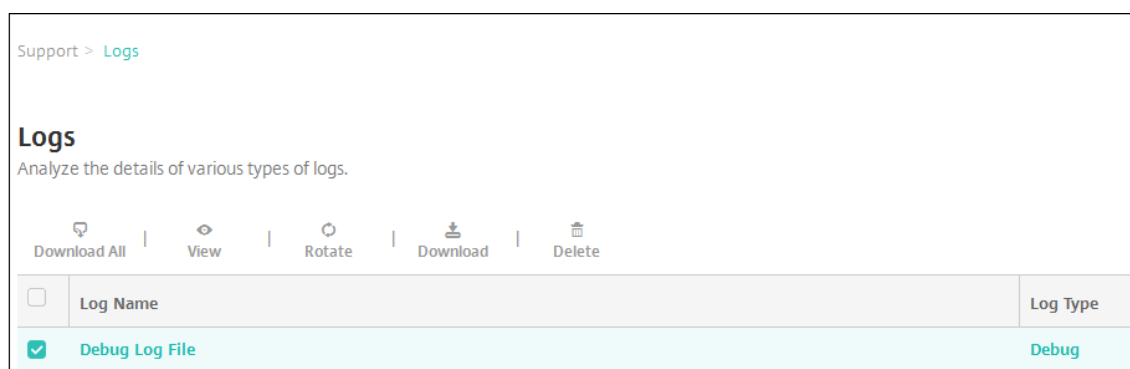 Support > Logs
Logs
Analyze the details of various types of logs.
Download All | View | Rotate | Download | Delete
Log Name Log Type
Debug Log File Debug